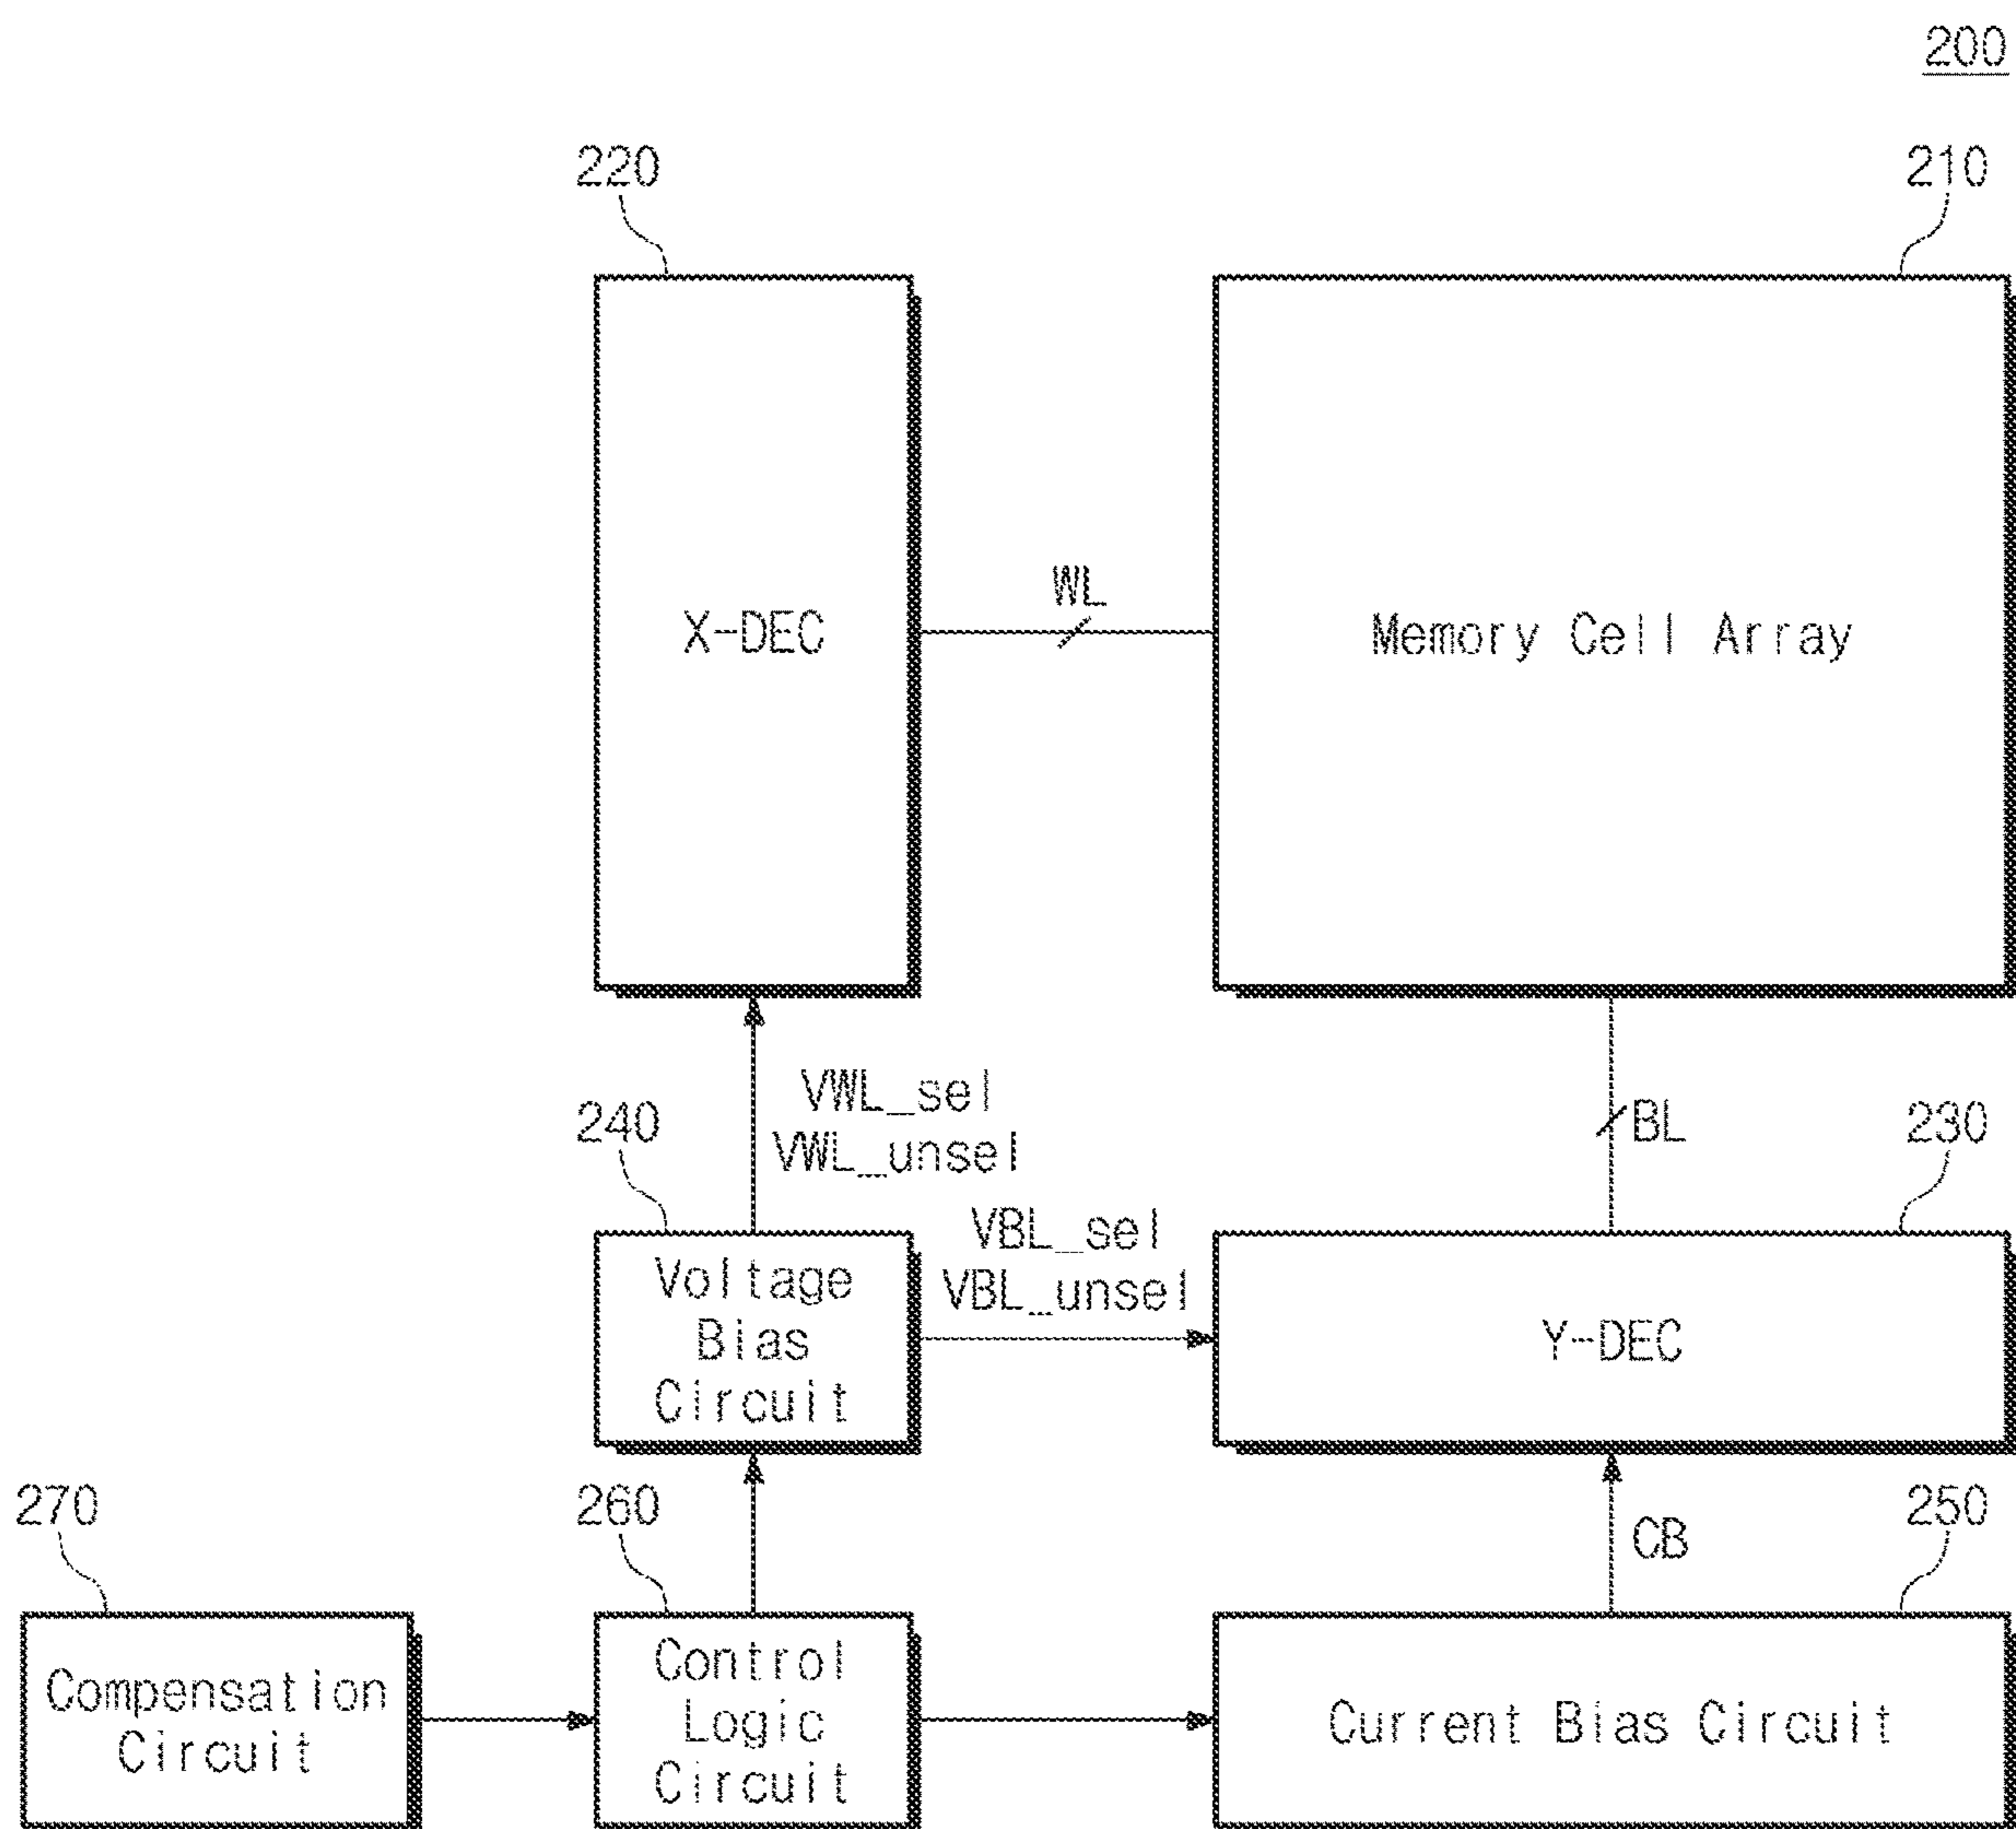 200
220
210
X-DEC
WL
Memory Cell Array
VWL_sel
VWL_unsel
240
BL
230
VBL_sel
VBL_unsel
Voltage
Bias
Circuit
Y-DEC
270
260
CB
250
Compensation
Circuit
Control
Logic
Circuit
Current Bias Circuit